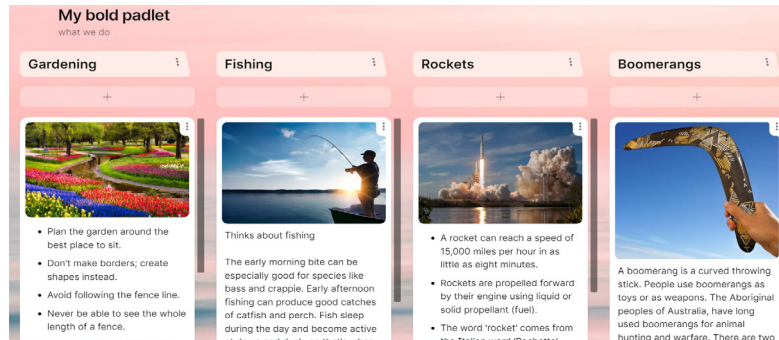 My bold padlet
what we do
Gardening
Fishing
Rockets
Boomerangs
Plan the garden around the
best place to sit.
Don't make borders; create
shapes instead.
Avoid following the fence line.
Never be able to see the whole
length of a fence.
Thinks about fishing
The early morning bite can be
especially good for species like
bass and crappie. Early afternoon
fishing can produce good catches
of catfish and perch. Fish sleep
during the day and become active
A rocket can reach a speed of
15,000 miles per hour in as
little as eight minutes.
Rockets are propelled forward
by their engine using liquid or
solid propellant (fuel).
The word 'rocket' comes from
A boomerang is a curved throwing
stick. People use boomerangs as
toys or as weapons. The Aboriginal
peoples of Australia, have long
used boomerangs for animal
hunting and warfare. There are two